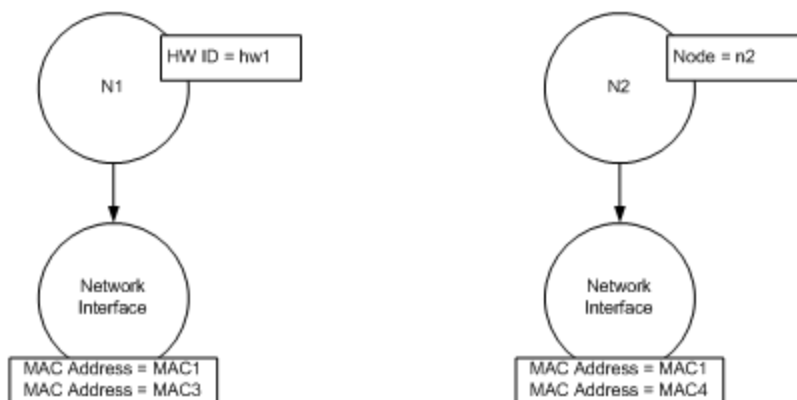 N1
HW ID = hw1
N2
Node = n2
Network
Interface
MAC Address = MAC1
MAC Address = MAC3
Network
Interface
MAC Address = MAC1
MAC Address = MAC4